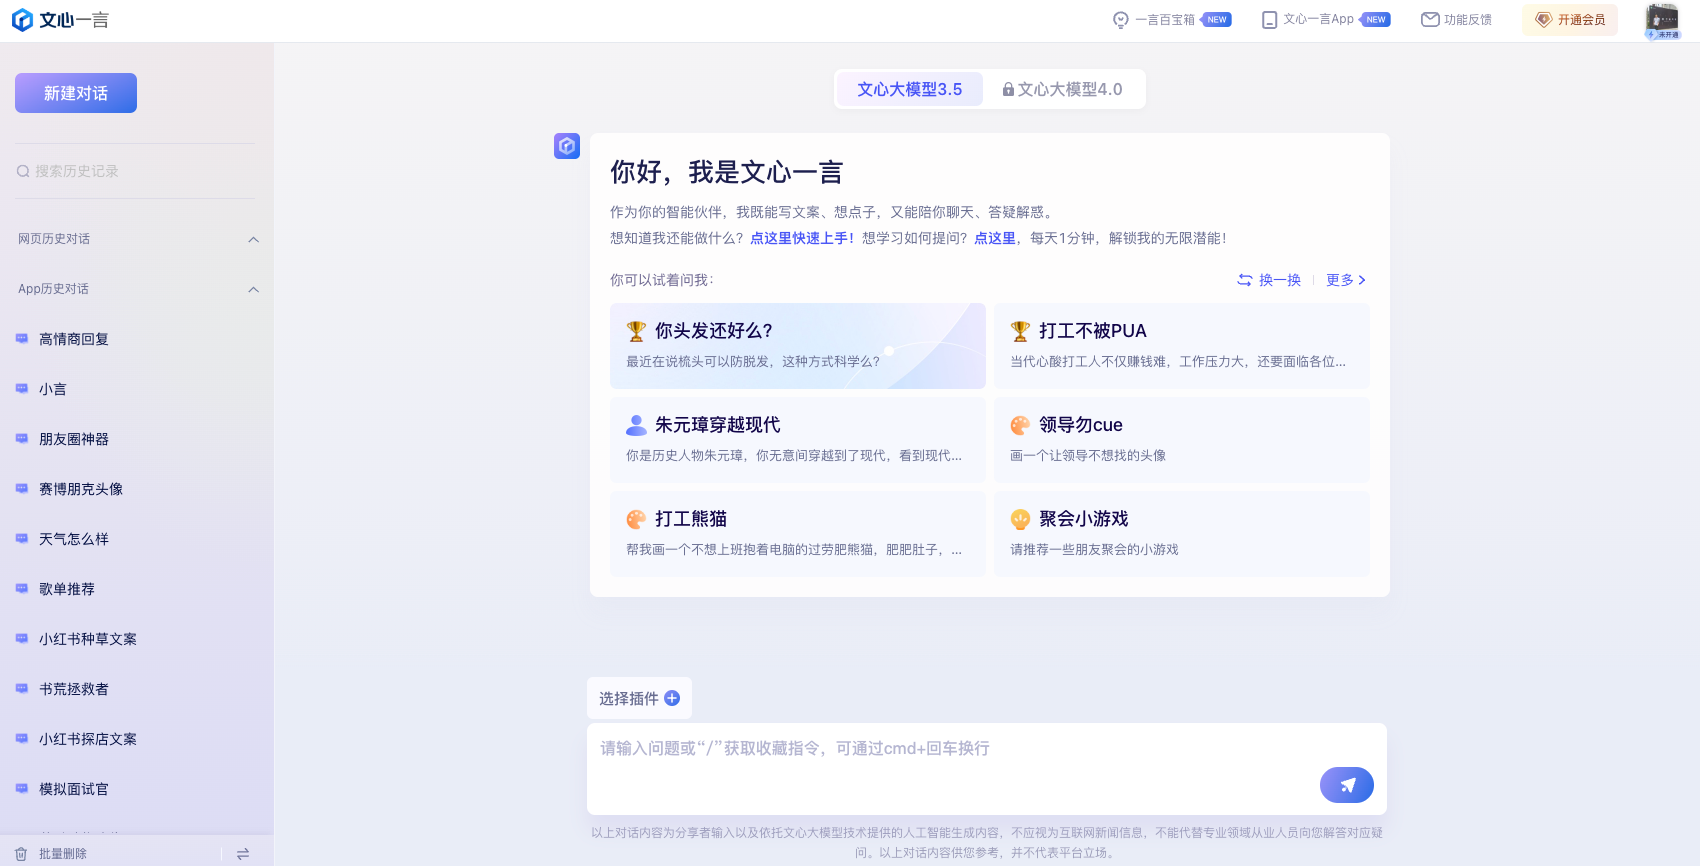 文心一言
一言百宝箱 NEW
文心一言App NEW
功能反馈
开通会员
未开通
新建对话
搜索历史记录
网页历史对话
App历史对话
高情商回复
小言
朋友圈神器
赛博朋克头像
天气怎么样
歌单推荐
小红书种草文案
书荒拯救者
小红书探店文案
模拟面试官
批量删除
文心大模型3.5
文心大模型4.0
你好，我是文心一言
作为你的智能伙伴，我既能写文案、想点子，又能陪你聊天、答疑解惑。
想知道我还能做什么？点这里快速上手！想学习如何提问？点这里，每天1分钟，解锁我的无限潜能！
你可以试着问我：
换一换
更多
你头发还好么?
最近在说梳头可以防脱发，这种方式科学么？
打工不被PUA
当代心酸打工人不仅赚钱难，工作压力大，还要面临各位...
朱元璋穿越现代
你是历史人物朱元璋，你无意间穿越到了现代，看到现代...
领导勿cue
画一个让领导不想找的头像
打工熊猫
帮我画一个不想上班抱着电脑的过劳肥熊猫，肥肥肚子，...
聚会小游戏
请推荐一些朋友聚会的小游戏
选择插件
请输入问题或“/”获取收藏指令，可通过cmd+回车换行
以上对话内容为分享者输入以及依托文心大模型技术提供的人工智能生成内容，不应视为互联网新闻信息，不能代替专业领域从业人员向您解答对应疑
问。以上对话内容供您参考，并不代表平台立场。